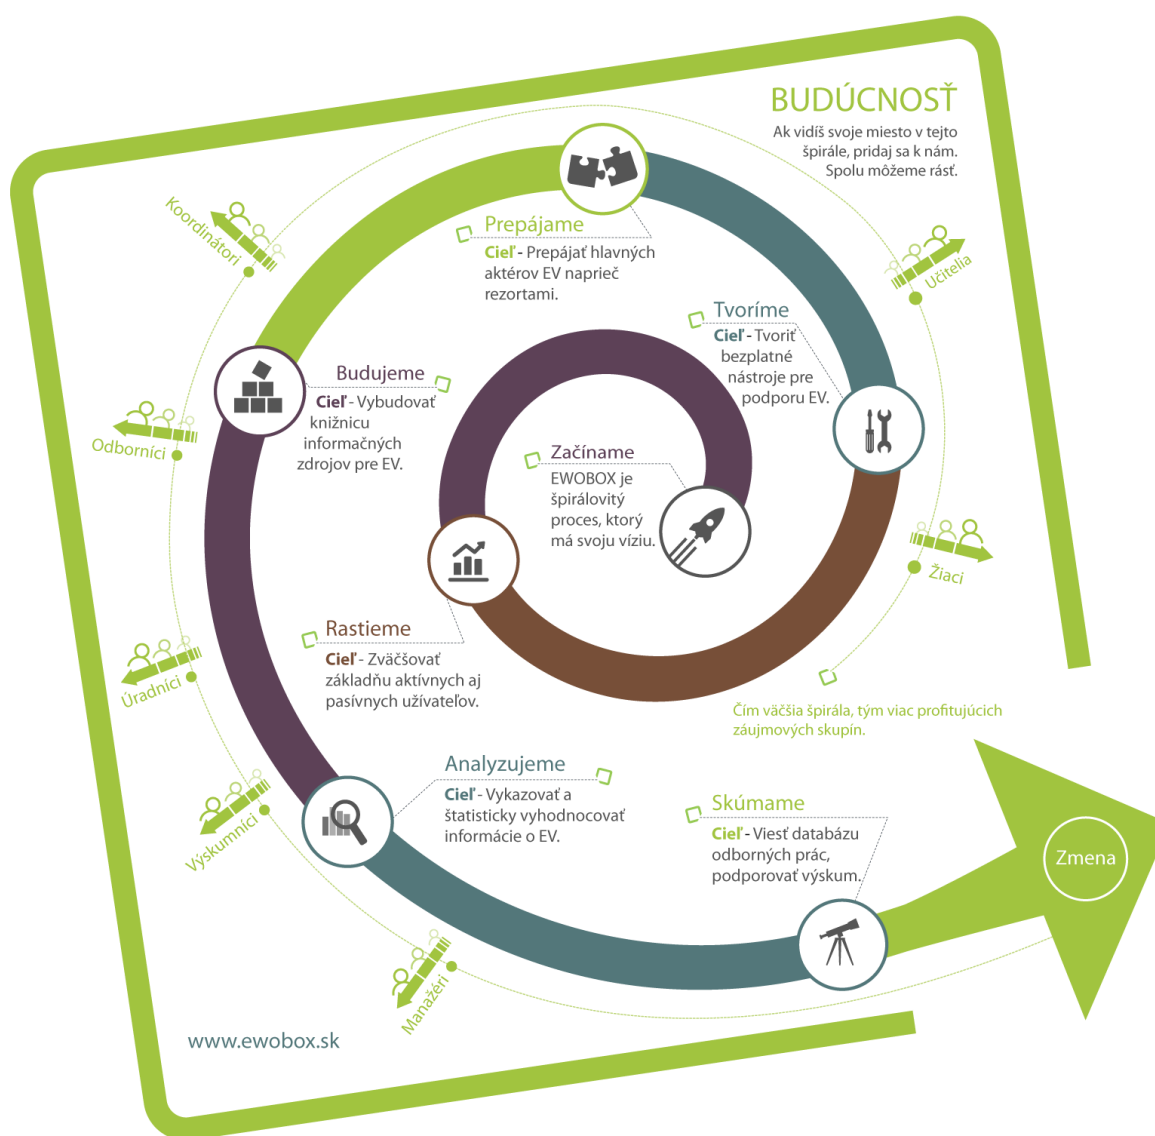 BUDÚCNOSŤ
Ak vidíš svoje miesto v tejto
špirále, pridaj sa k nám.
Spolu môžeme rásť.
Koordinátori
Učitelia
Prepájame
Cieľ - Prepájať hlavných
aktérov EV naprieč
rezortami.
Tvoríme
Cieľ - Tvoriť
bezplatné
nástroje pre
podporu EV.
Budujeme
Cieľ - Vybudovať
knižnicu
informačných
zdrojov pre EV.
Odborníci
Začíname
EWOBOX je
špirálovitý
proces, ktorý
má svoju víziu.
Žiaci
Rastieme
Cieľ - Zväčšovať
základňu aktívnych aj
pasívnych užívateľov.
Úradníci
Čím väčšia špirála, tým viac profitujúcich
záujmových skupín.
Analyzujeme
Cieľ - Vykazovať a
štatisticky vyhodnocovať
informácie o EV.
Výskumníci
Skúmame
Cieľ - Viesť databázu
odborných prác,
podporovať výskum.
Zmena
Manažéri
www.ewobox.sk